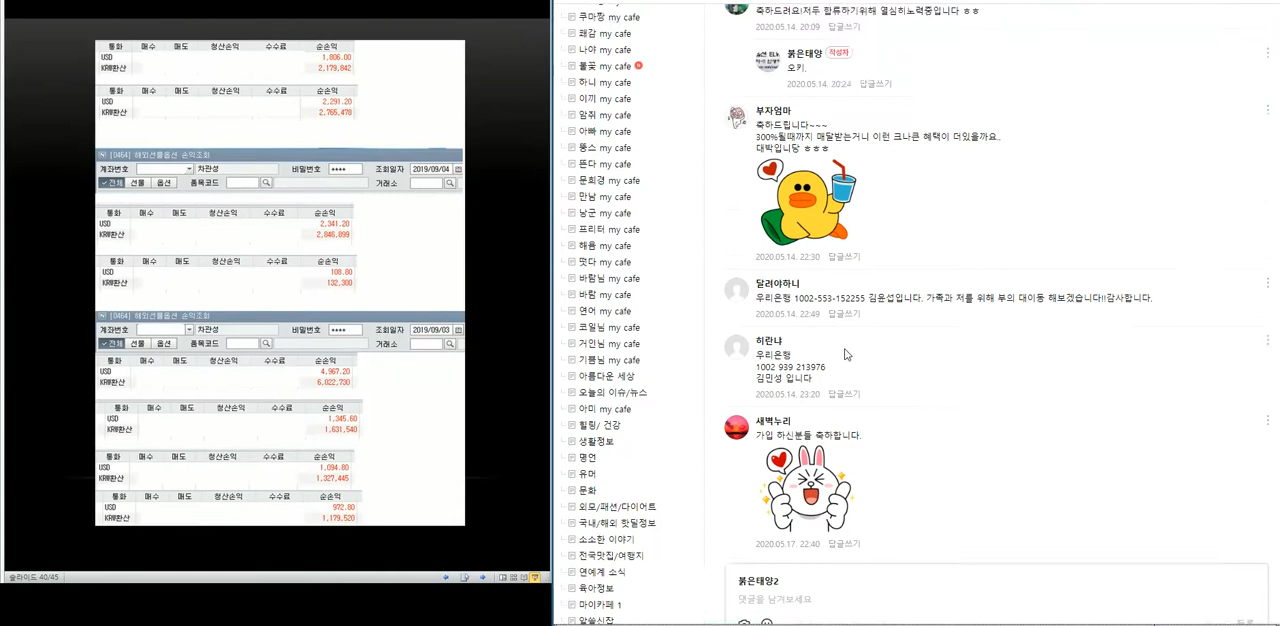 통화 매수 매도 청산손익 수수료 순손익
USD 1,806.00
KRW환산 2,179,842
통화 매수 매도 청산손익 수수료 순손익
USD 2,291.20
KRW환산 2,765,478
[0464] 해외선물옵션 손익조회
계좌번호 차관성 비밀번호 **** 조회일자 2019/09/04
전체 선물 옵션 품목코드 거래소
통화 매수 매도 청산손익 수수료 순손익
USD 2,341.20
KRW환산 2,846,899
통화 매수 매도 청산손익 수수료 순손익
USD 108.80
KRW환산 132,300
[0464] 해외선물옵션 손익조회
계좌번호 차관성 비밀번호 **** 조회일자 2019/09/03
전체 선물 옵션 품목코드 거래소
통화 매수 매도 청산손익 수수료 순손익
USD 4,967.20
KRW환산 6,022,730
통화 매수 매도 청산손익 수수료 순손익
USD 1,345.60
KRW환산 1,631,540
통화 매수 매도 청산손익 수수료 순손익
USD 1,094.80
KRW환산 1,327,445
통화 매수 매도 청산손익 수수료 순손익
USD 972.80
KRW환산 1,179,520
슬라이드 40/45
쿠마짱 my cafe
쾌감 my cafe
나야 my cafe
불꽃 my cafe
하니 my cafe
이끼 my cafe
암쥐 my cafe
아빠 my cafe
뚱스 my cafe
뜬다 my cafe
문희경 my cafe
만남 my cafe
낭군 my cafe
프리터 my cafe
해윰 my cafe
떳다 my cafe
바람님 my cafe
바람 my cafe
연어 my cafe
코일님 my cafe
거인님 my cafe
기쁨님 my cafe
아름다운 세상
오늘의 이슈/뉴스
아미 my cafe
힐링/ 건강
생활정보
명언
유머
문화
외모/패션/다이어트
국내/해외 핫딜정보
소소한 이야기
전국맛집/여행지
연예계 소식
육아정보
마이카페 1
알쓸신잡
축하드려요!저두 합류하기위해 열심히노력중입니다 ㅎㅎ
2020.05.14. 20:09 답글쓰기
붉은태양 작성자
오키.
2020.05.14. 20:24 답글쓰기
부자엄마
축하드립니다~~~
300%될때까지 매달받는거니 이런 크나큰 혜택이 더있을까요..
대박입니당 ㅎㅎㅎ
2020.05.14. 22:30 답글쓰기
달려야하니
우리은행 1002-553-152255 김윤섭입니다. 가족과 저를 위해 부의 대이동 해보겠습니다!!감사합니다.
2020.05.14. 22:49 답글쓰기
히란냐
우리은행
1002 939 213976
김민성 입니다
2020.05.14. 23:20 답글쓰기
새벽누리
가입 하신분들 축하합니다.
2020.05.17. 22:40 답글쓰기
붉은태양2
댓글을 남겨보세요